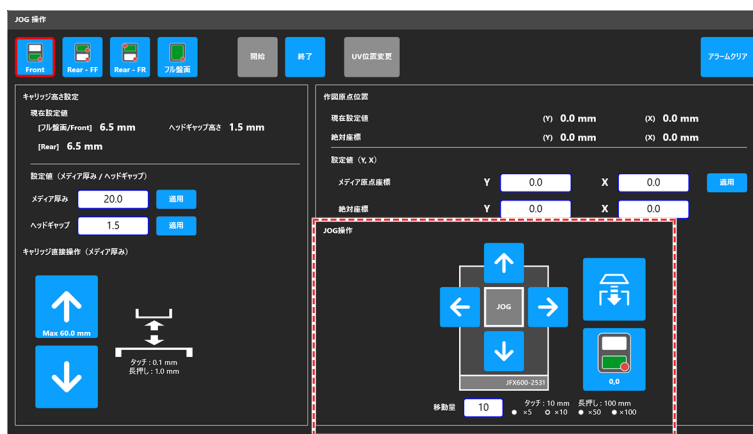 JOG 操作
Front
Rear - FF
Rear - FR
フル盤面
開始
終了
UV位置変更
アラームクリア
キャリッジ高さ設定
現在設定値
[フル盤面/Front] 6.5 mm
ヘッドギャップ高さ 1.5 mm
[Rear] 6.5 mm
設定値（メディア厚み / ヘッドギャップ）
メディア厚み 20.0 適用
ヘッドギャップ 1.5 適用
キャリッジ直接操作（メディア厚み）
Max 60.0 mm
タッチ : 0.1 mm
長押し : 1.0 mm
作図原点位置
現在設定値 (Y) 0.0 mm (X) 0.0 mm
絶対座標 (Y) 0.0 mm (X) 0.0 mm
設定値（Y, X）
メディア原点座標 Y 0.0 X 0.0 適用
絶対座標 Y 0.0 X 0.0
JOG操作
JOG
JFX600-2531
0,0
移動量 10
タッチ : 10 mm 長押し : 100 mm
×5 ×10 ×50 ×100